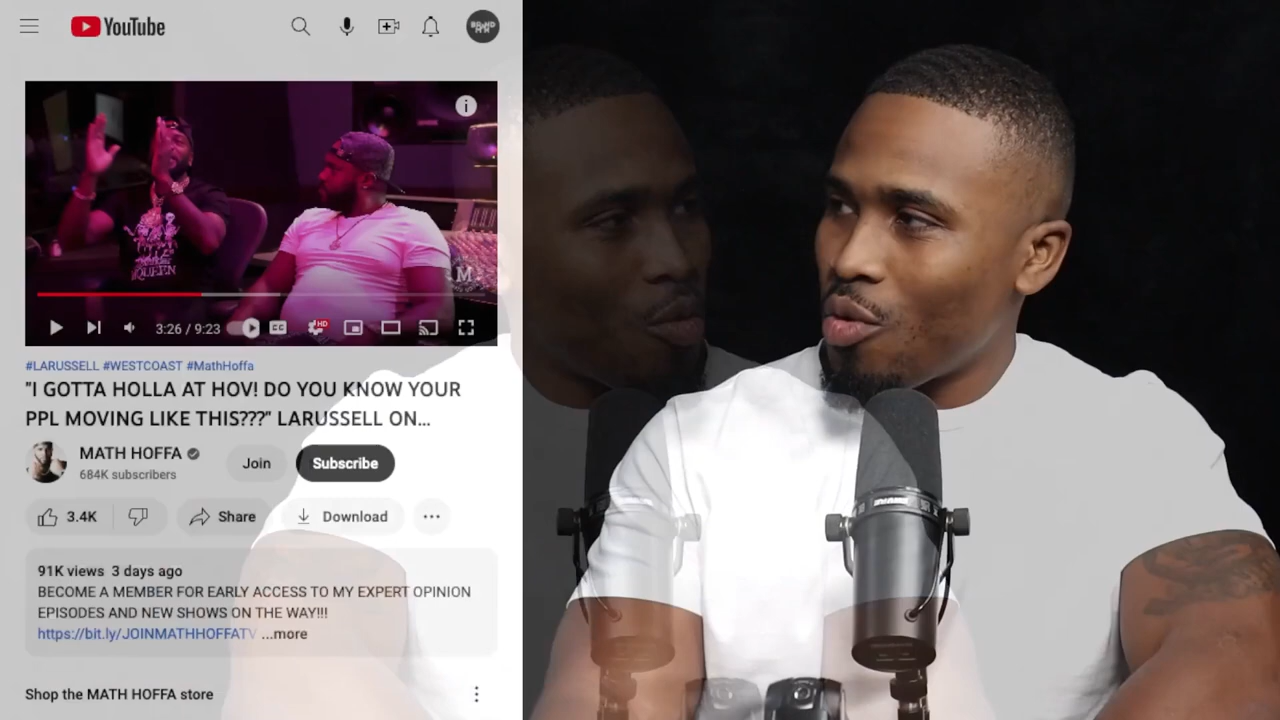 YouTube
QUEEN
M
3:26 / 9:23
CC
HD
#LARUSSELL #WESTCOAST #MathHoffa
"I GOTTA HOLLA AT HOV! DO YOU KNOW YOUR
PPL MOVING LIKE THIS???" LARUSSELL ON...
MATH HOFFA
684K subscribers
Join
Subscribe
3.4K
Share
Download
91K views 3 days ago
BECOME A MEMBER FOR EARLY ACCESS TO MY EXPERT OPINION
EPISODES AND NEW SHOWS ON THE WAY!!!
https://bit.ly/JOINMATHHOFFATV ...more
Shop the MATH HOFFA store